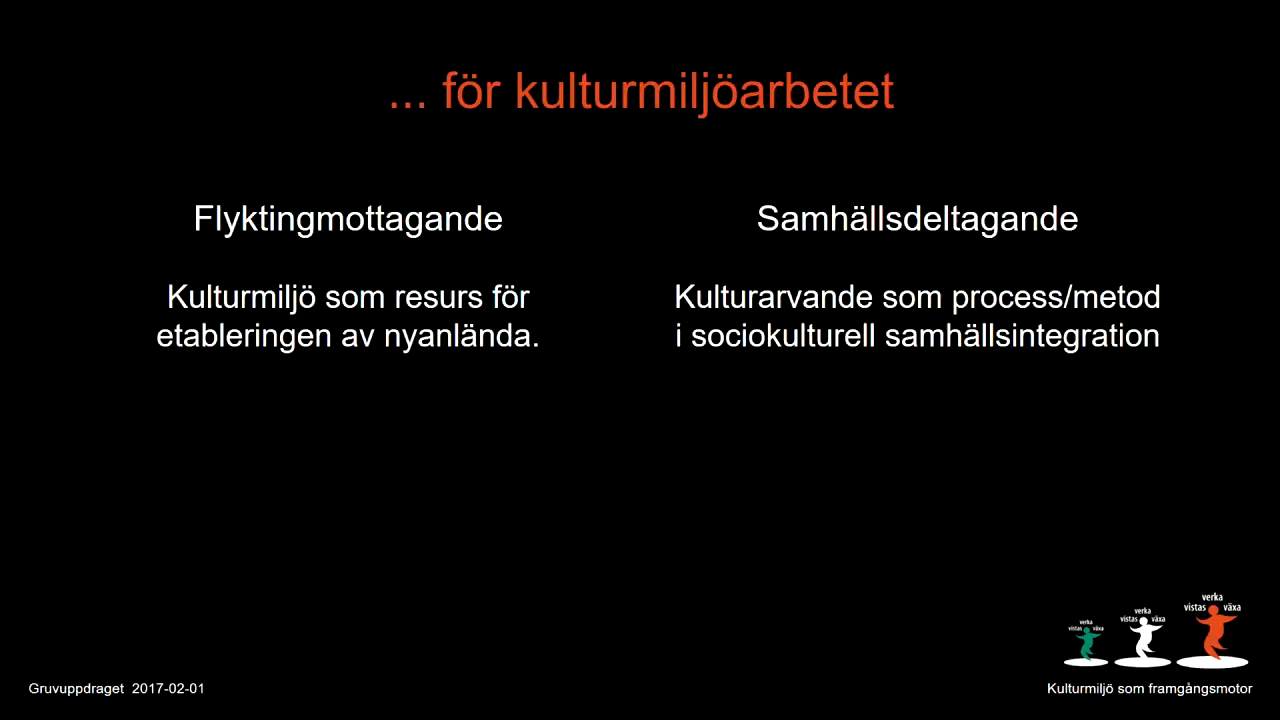 ... för kulturmiljöarbetet
Flyktingmottagande
Kulturmiljö som resurs för
etableringen av nyanlända.
Samhällsdeltagande
Kulturarvande som process/metod
i sociokulturell samhällsintegration
verka
vistas växa
verka
vistas växa
verka
vistas växa
Gruvuppdraget 2017-02-01
Kulturmiljö som framgångsmotor